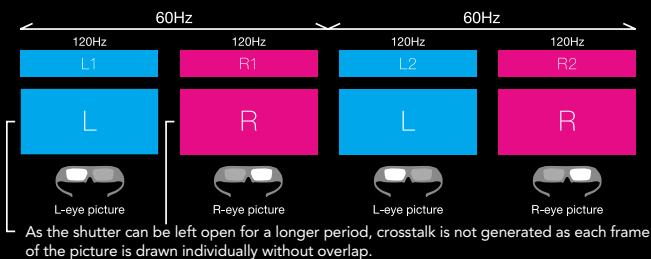 60Hz 60Hz
120Hz 120Hz 120Hz 120Hz
L1 R1 L2 R2
L R L R
L-eye picture R-eye picture L-eye picture R-eye picture
As the shutter can be left open for a longer period, crosstalk is not generated as each frame
of the picture is drawn individually without overlap.